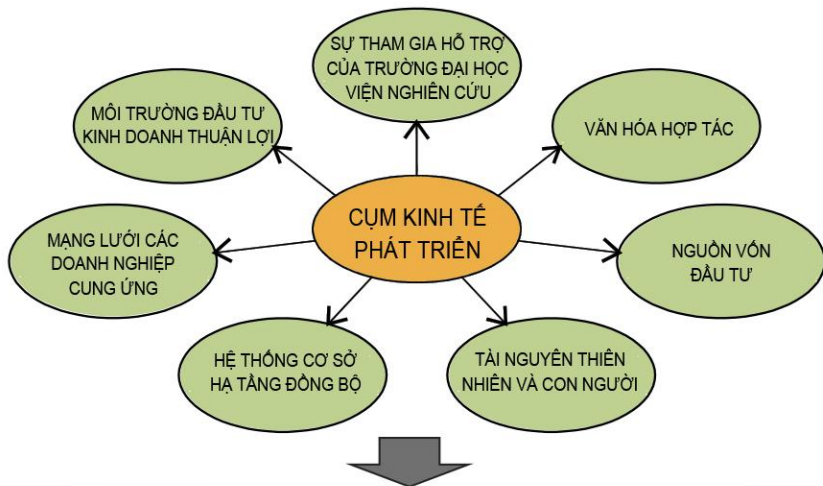 SỰ THAM GIA HỖ TRỢ
CỦA TRƯỜNG ĐẠI HỌC
VIỆN NGHIÊN CỨU
MÔI TRƯỜNG ĐẦU TƯ
KINH DOANH THUẬN LỢI
VĂN HÓA HỢP TÁC
CỤM KINH TẾ
PHÁT TRIỂN
MẠNG LƯỚI CÁC
DOANH NGHIỆP
CUNG ỨNG
NGUỒN VỐN
ĐẦU TƯ
HỆ THỐNG CƠ SỞ
HẠ TẦNG ĐỒNG BỘ
TÀI NGUYÊN THIÊN
NHIÊN VÀ CON NGƯỜI